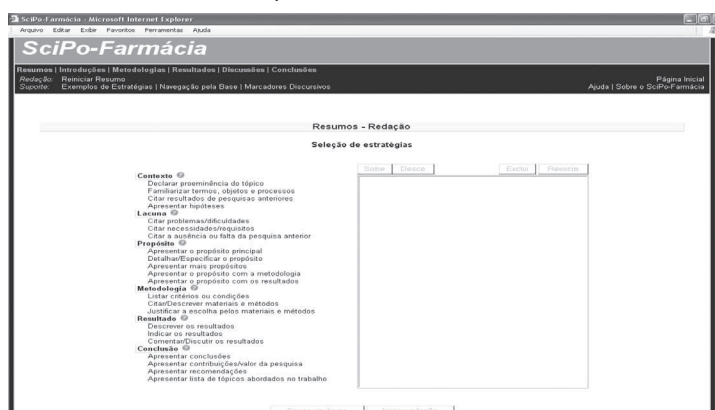 SciPo-Farmácia - Microsoft Internet Explorer
Arquivo Editar Exibir Favoritos Ferramentas Ajuda
SciPo-Farmácia
Resumos | Introduções | Metodologias | Resultados | Discussões | Conclusões
Redação: Reiniciar Resumo
Página Inicial
Suporte: Exemplos de Estratégias | Navegação pela Base | Marcadores Discursivos
Ajuda | Sobre o SciPo-Farmácia
Resumos - Redação
Seleção de estratégias
Sobe Desce Exclui
Contexto
Declarar proeminência do tópico
Familiarizar termos, objetos e processos
Citar resultados de pesquisas anteriores
Apresentar hipóteses
Lacuna
Citar problemas/dificuldades
Citar necessidades/requisitos
Citar a ausência ou falta da pesquisa anterior
Propósito
Apresentar o propósito principal
Detalhar/Especificar o propósito
Apresentar mais propósitos
Apresentar o propósito com a metodologia
Apresentar o propósito com os resultados
Metodologia
Listar critérios ou condições
Citar/Descrever materiais e métodos
Justificar a escolha pelos materiais e métodos
Resultado
Descrever os resultados
Indicar os resultados
Comentar/Discutir os resultados
Conclusão
Apresentar conclusões
Apresentar contribuições/valor da pesquisa
Apresentar recomendações
Apresentar lista de tópicos abordados no trabalho